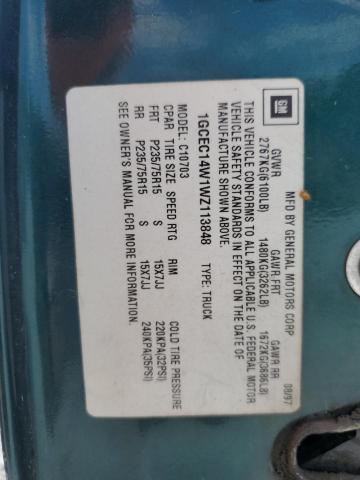 GM
MFD BY GENERAL MOTORS CORP 08/97
GVWR GAWR FRT GAWR RR
2767KG(6100LB) 1480KG(3262LB) 1672KG(3686LB)
THIS VEHICLE CONFORMS TO ALL APPLICABLE U.S. FEDERAL MOTOR
VEHICLE SAFETY STANDARDS IN EFFECT ON THE DATE OF
MANUFACTURE SHOWN ABOVE.
1GCEC14W1WZ113848 TYPE: TRUCK
MODEL: C10703
CPAR TIRE SIZE SPEED RTG RIM COLD TIRE PRESSURE
FRT P235/75R15 S 15X7JJ 220KPA(32PSI)
RR P235/75R15 S 15X7JJ 240KPA(35PSI)
SEE OWNER'S MANUAL FOR MORE INFORMATION.